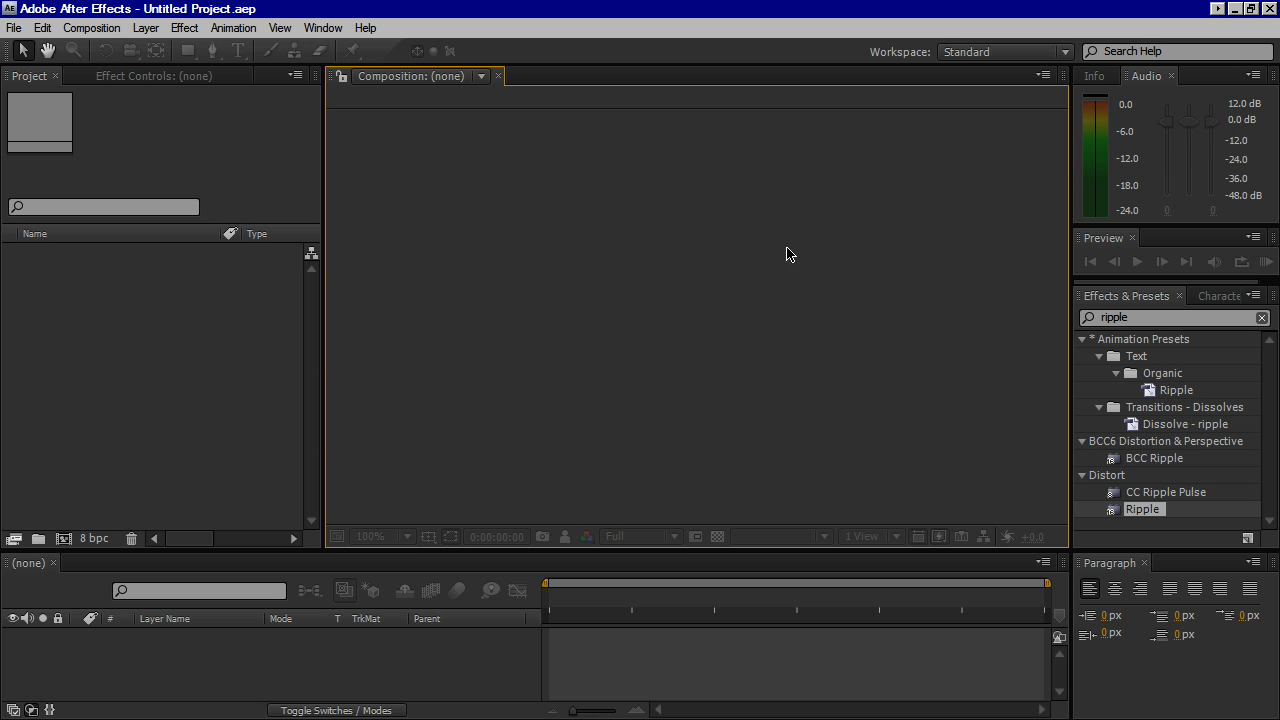 Adobe After Effects - Untitled Project.aep
File Edit Composition Layer Effect Animation View Window Help
Workspace: Standard Search Help
Project Effect Controls: (none)
Composition: (none)
Info Audio
0.0
-6.0
-12.0
-18.0
-24.0
12.0 dB
0.0 dB
-12.0
-24.0
-36.0
-48.0 dB
0 0
Name Type
Preview
Effects & Presets Characte
ripple
* Animation Presets
Text
Organic
Ripple
Transitions - Dissolves
Dissolve - ripple
BCC6 Distortion & Perspective
BCC Ripple
Distort
CC Ripple Pulse
Ripple
8 bpc
100% 0:00:00:00 Full 1 View +0.0
(none)
# Layer Name Mode T TrkMat Parent
Toggle Switches / Modes
Paragraph
0 px 0 px 0 px
0 px 0 px